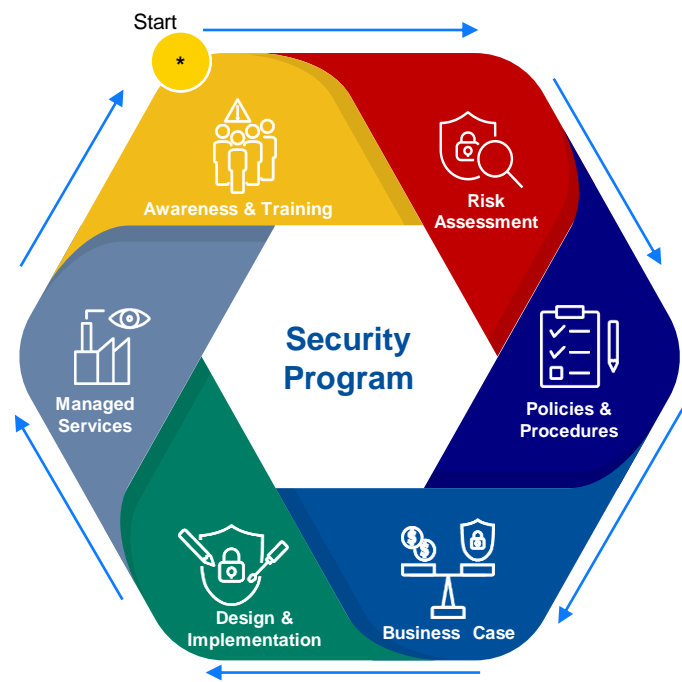 Start
*
Awareness & Training
Risk
Assessment
Security
Program
Policies &
Procedures
Business Case
Design &
Implementation
Managed
Services
$
$